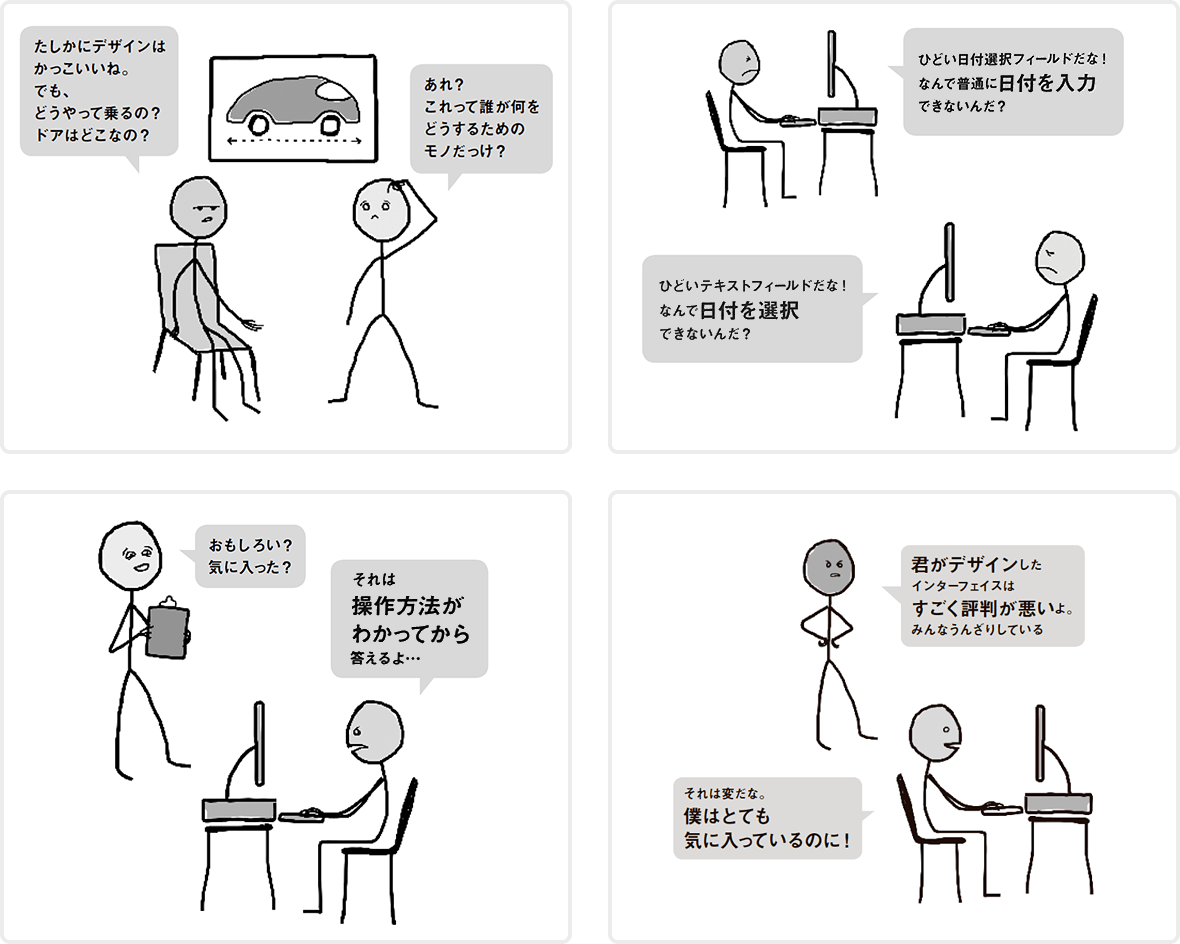 たしかにデザインは
かっこいいね。
でも、
どうやって乗るの？
ドアはどこなの？
あれ？
これって誰が何を
どうするための
モノだっけ？
ひどい日付選択フィールドだな！
なんで普通に日付を入力
できないんだ？
ひどいテキストフィールドだな！
なんで日付を選択
できないんだ？
おもしろい？
気に入った？
それは
操作方法が
わかってから
答えるよ…
君がデザインした
インターフェイスは
すごく評判が悪いよ。
みんなうんざりしている
それは変だな。
僕はとても
気に入っているのに！